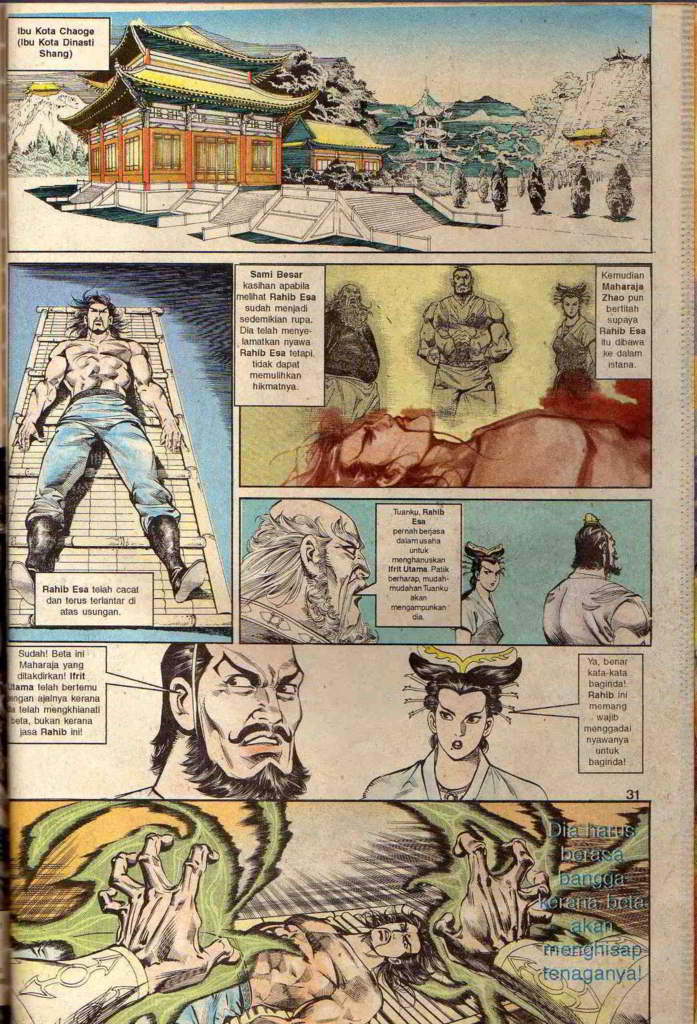 Ibu Kota Chaoge
(Ibu Kota Dinasti
Shang)
Sami Besar
kasihan apabila
melihat Rahib Esa
sudah menjadi
sedemikian rupa.
Dia telah menye-
lamatkan nyawa
Rahib Esa tetapi
tidak dapat
memulihkan
hikmatnya.
Kemudian
Maharaja
Zhao pun
bertitah
supaya
Rahib Esa
itu dibawa
ke dalam
istana.
Rahib Esa telah cacat
dan terus terlantar di
atas usungan.
Tuanku, Rahib
Esa
pernah berjasa
dalam usaha
untuk
menghapuskan
Ifrit Utama. Patik
berharap, mudah-
mudahan Tuanku
akan
mengampunkan
dia.
Sudah! Beta ini
Maharaja yang
ditakdirkan! Ifrit
Utama telah bertemu
dengan ajalnya kerana
telah mengkhianati
beta, bukan kerana
jasa Rahib ini!
Ya, benar
kata-kata
baginda!
Rahib ini
memang
wajib
menggadai
nyawanya
untuk
baginda!
31
Dia harus
berasa
bangga
kerana beta
akan
menghisap
tenaganya!